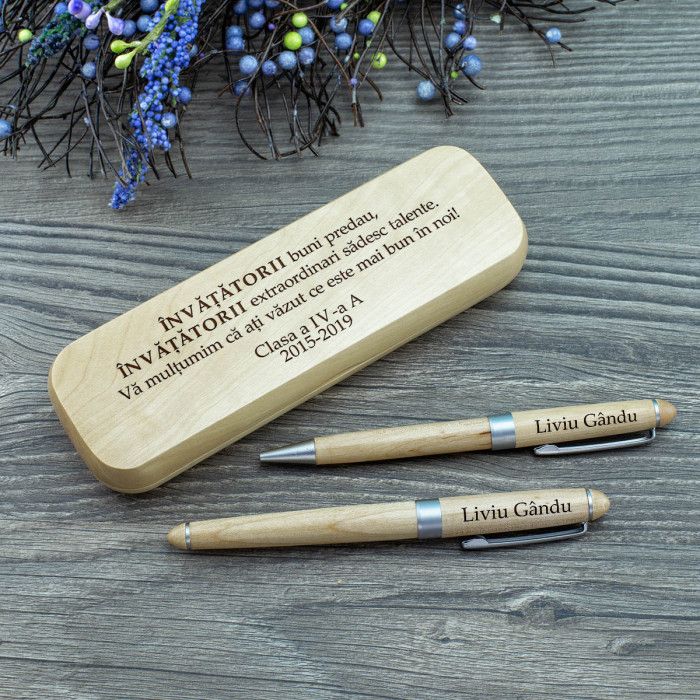 ÎNVĂȚĂTORII buni predau,
ÎNVĂȚĂTORII extraordinari sădesc talente.
Vă mulțumim că ați văzut ce este mai bun în noi!
Clasa a IV-a A
2015-2019
Liviu Gându
Liviu Gându